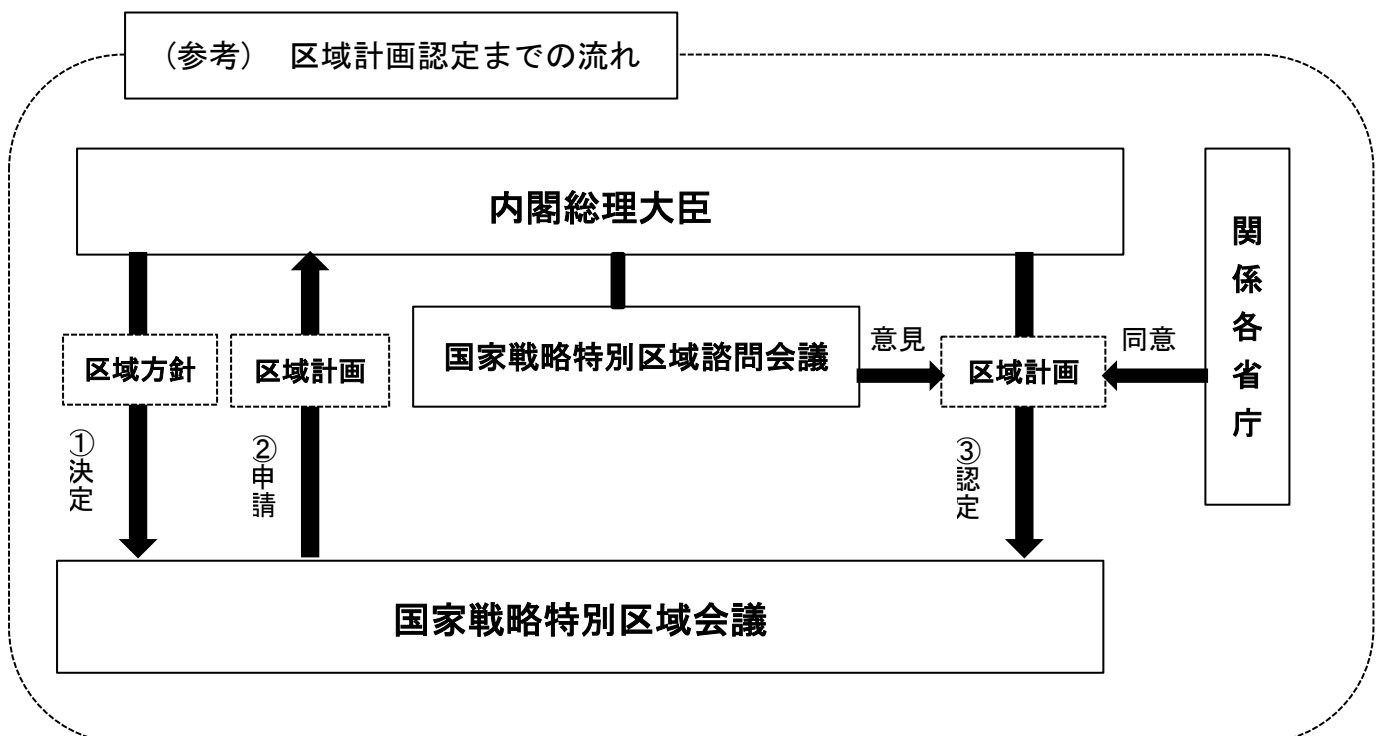 （参考）　区域計画認定までの流れ
内閣総理大臣
関係各省庁
区域方針
区域計画
国家戦略特別区域諮問会議
意見
区域計画
同意
①決定
②申請
③認定
国家戦略特別区域会議